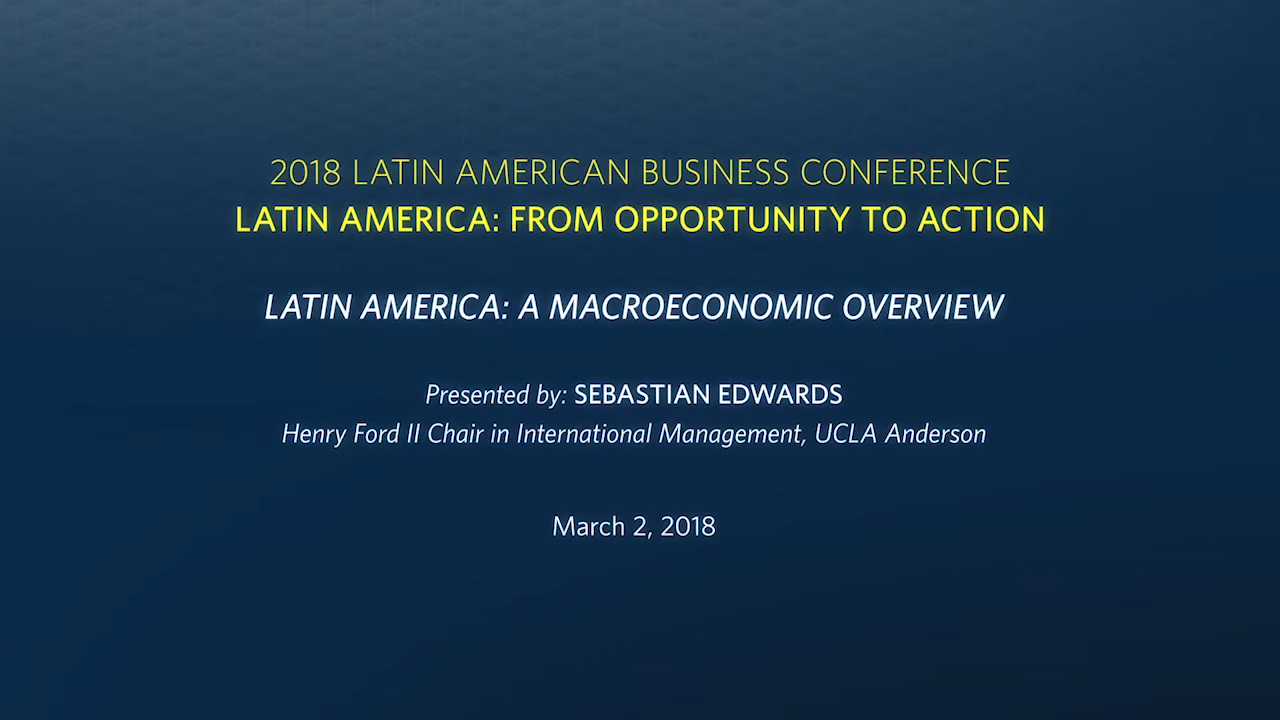 2018 LATIN AMERICAN BUSINESS CONFERENCE
LATIN AMERICA: FROM OPPORTUNITY TO ACTION
LATIN AMERICA: A MACROECONOMIC OVERVIEW
Presented by: SEBASTIAN EDWARDS
Henry Ford II Chair in International Management, UCLA Anderson
March 2, 2018